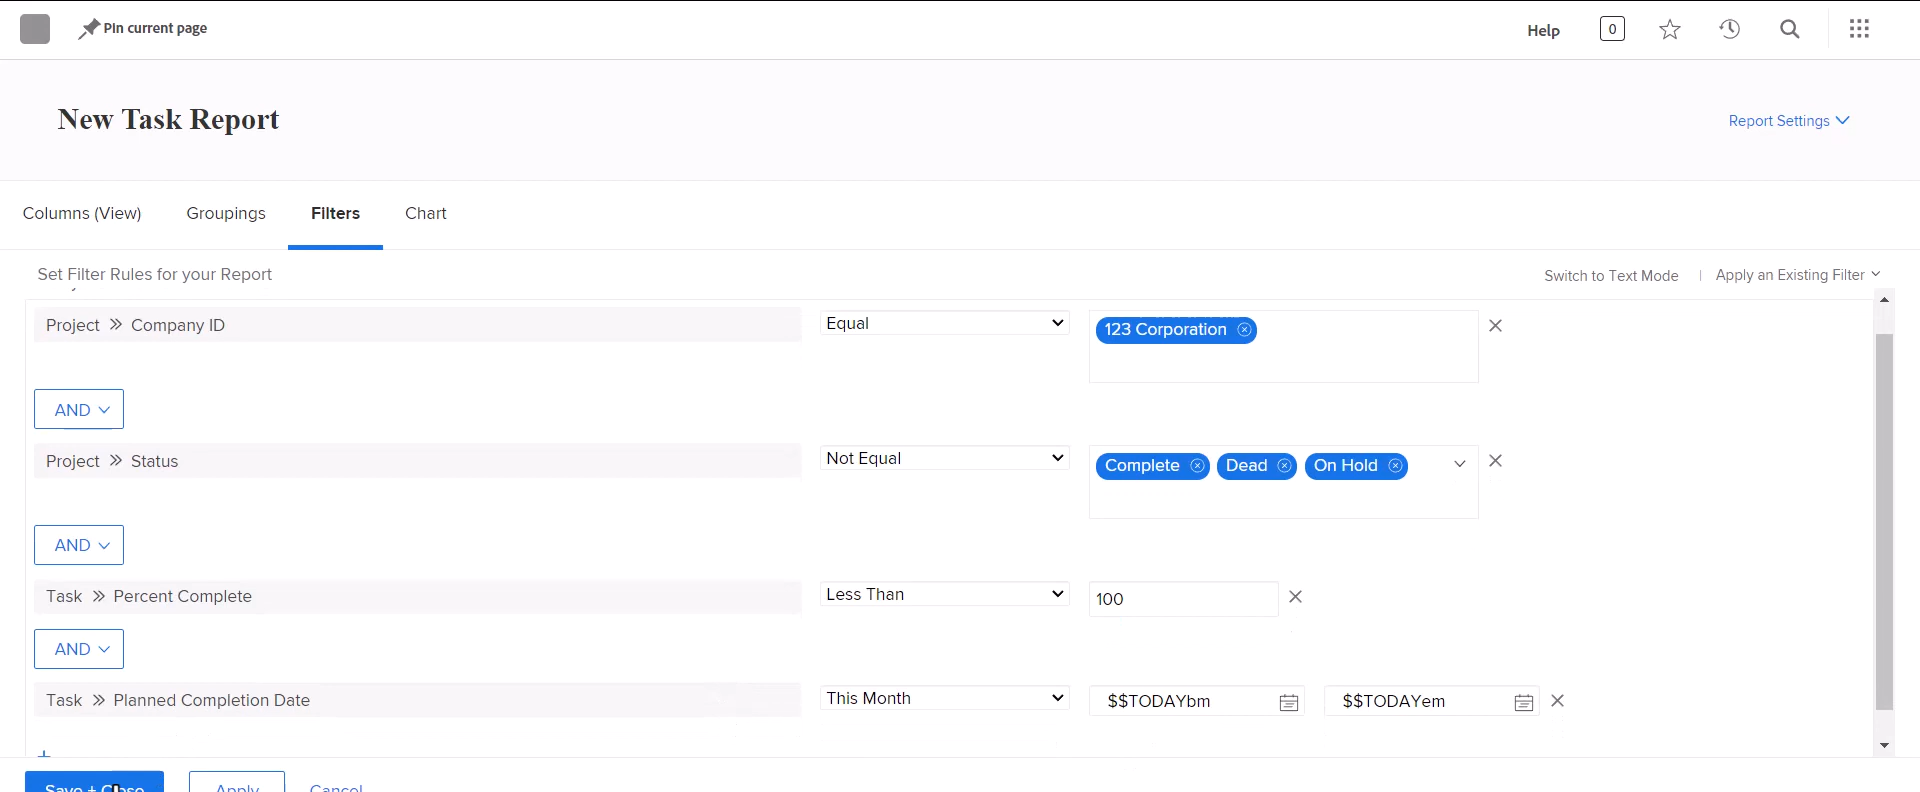 Pin current page
Help
0
New Task Report
Report Settings
Columns (View) Groupings Filters Chart
Set Filter Rules for your Report
Switch to Text Mode | Apply an Existing Filter
Project Company ID Equal 123 Corporation
AND
Project Status Not Equal Complete Dead On Hold
AND
Task Percent Complete Less Than 100
AND
Task Planned Completion Date This Month $$TODAYbm $$TODAYem
Save + Close Apply Cancel